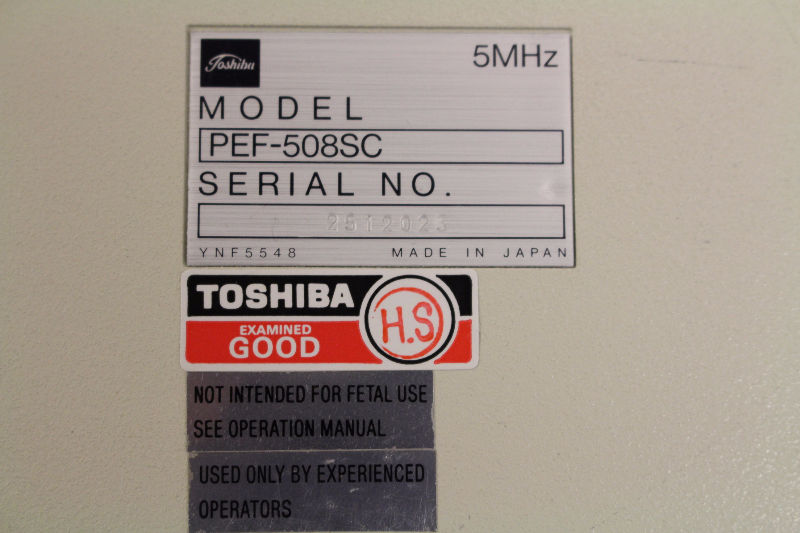 Toshiba
5MHz
MODEL
PEF-508SC
SERIAL NO.
2512023
YNF5548 MADE IN JAPAN
TOSHIBA
EXAMINED
GOOD
H.S
NOT INTENDED FOR FETAL USE
SEE OPERATION MANUAL
USED ONLY BY EXPERIENCED
OPERATORS